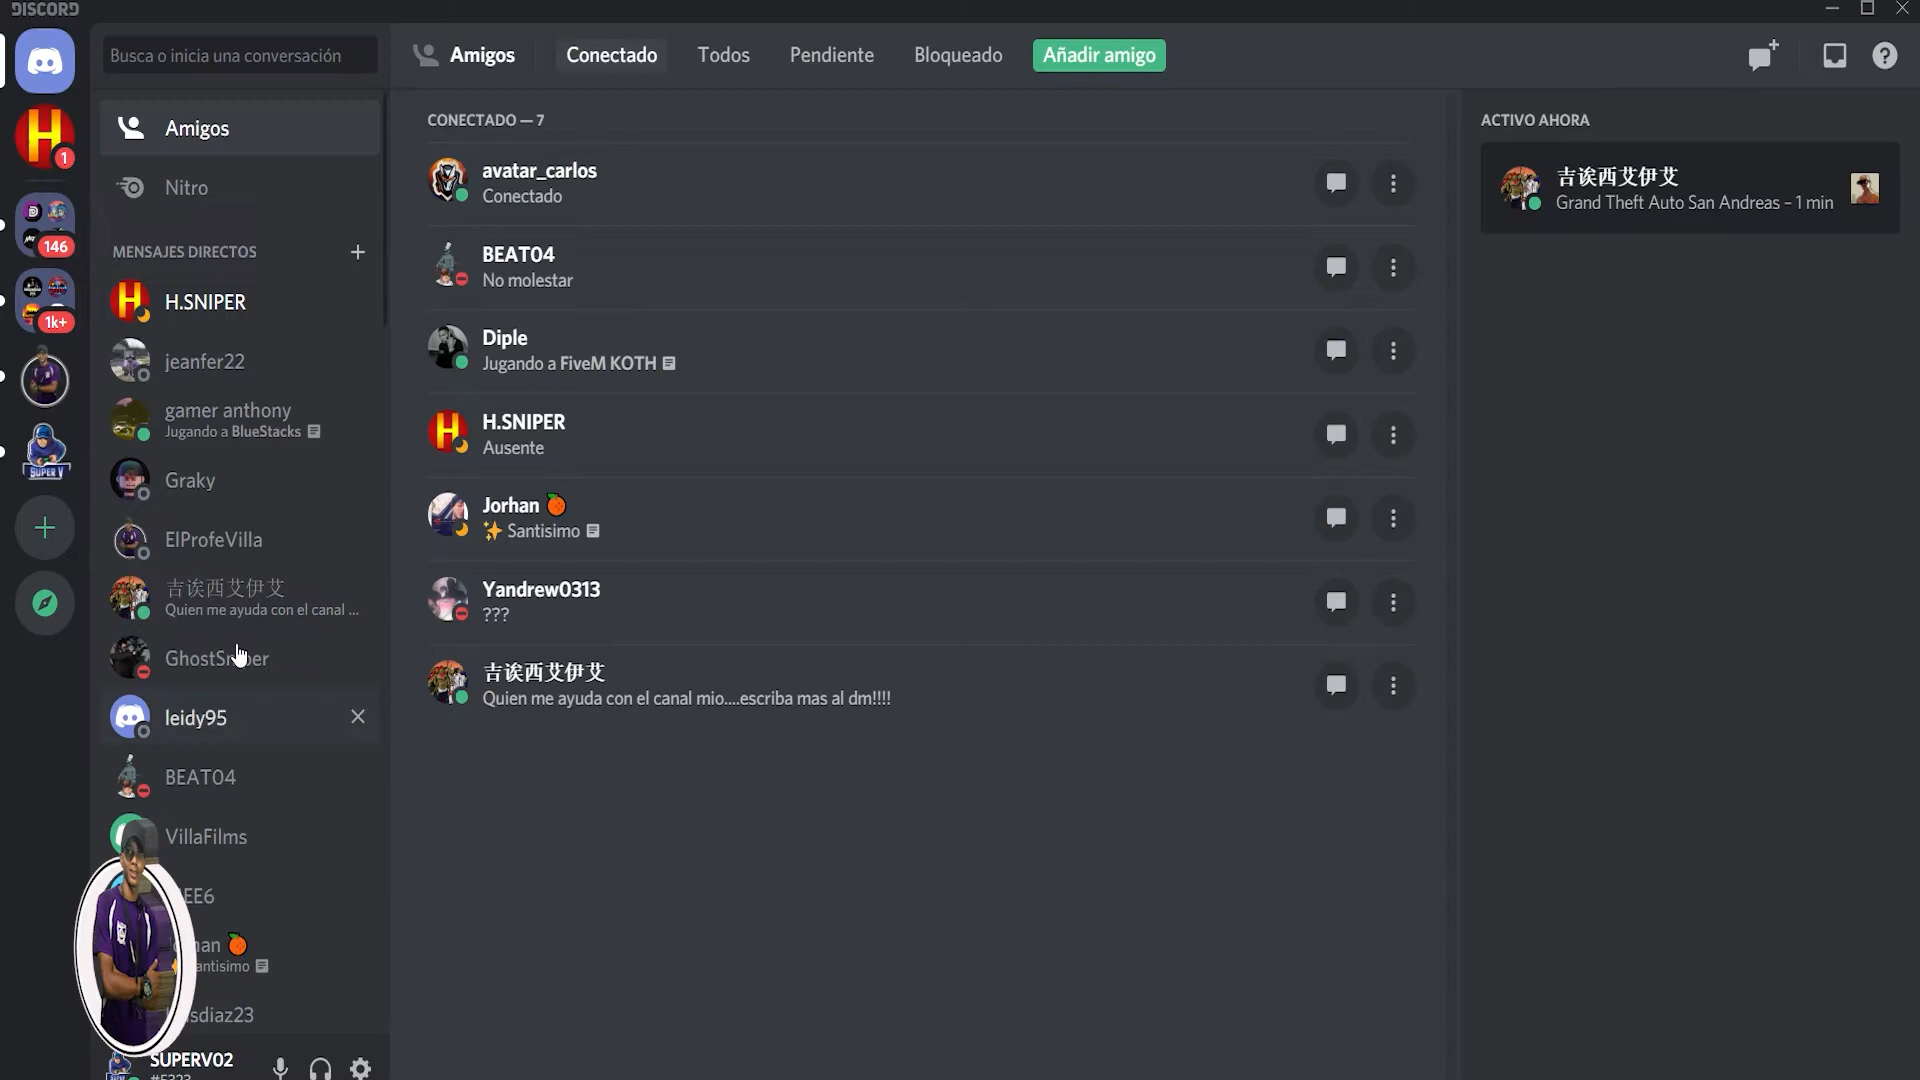 DISCORD
Busca o inicia una conversación
Amigos
Conectado
Todos
Pendiente
Bloqueado
Añadir amigo
H
1
146
1k+
SUPER V
Amigos
Nitro
MENSAJES DIRECTOS
H.SNIPER
jeanfer22
gamer anthony
Jugando a BlueStacks
Graky
ElProfeVilla
吉诶西艾伊艾
Quien me ayuda con el canal ...
leidy95
BEAT04
VillaFilms
SUPERV02
CONECTADO — 7
avatar_carlos
Conectado
BEAT04
No molestar
Diple
Jugando a FiveM KOTH
H.SNIPER
Ausente
Jorhan
Santisimo
Yandrew0313
???
吉诶西艾伊艾
Quien me ayuda con el canal mio....escriba mas al dm!!!!
ACTIVO AHORA
吉诶西艾伊艾
Grand Theft Auto San Andreas – 1 min